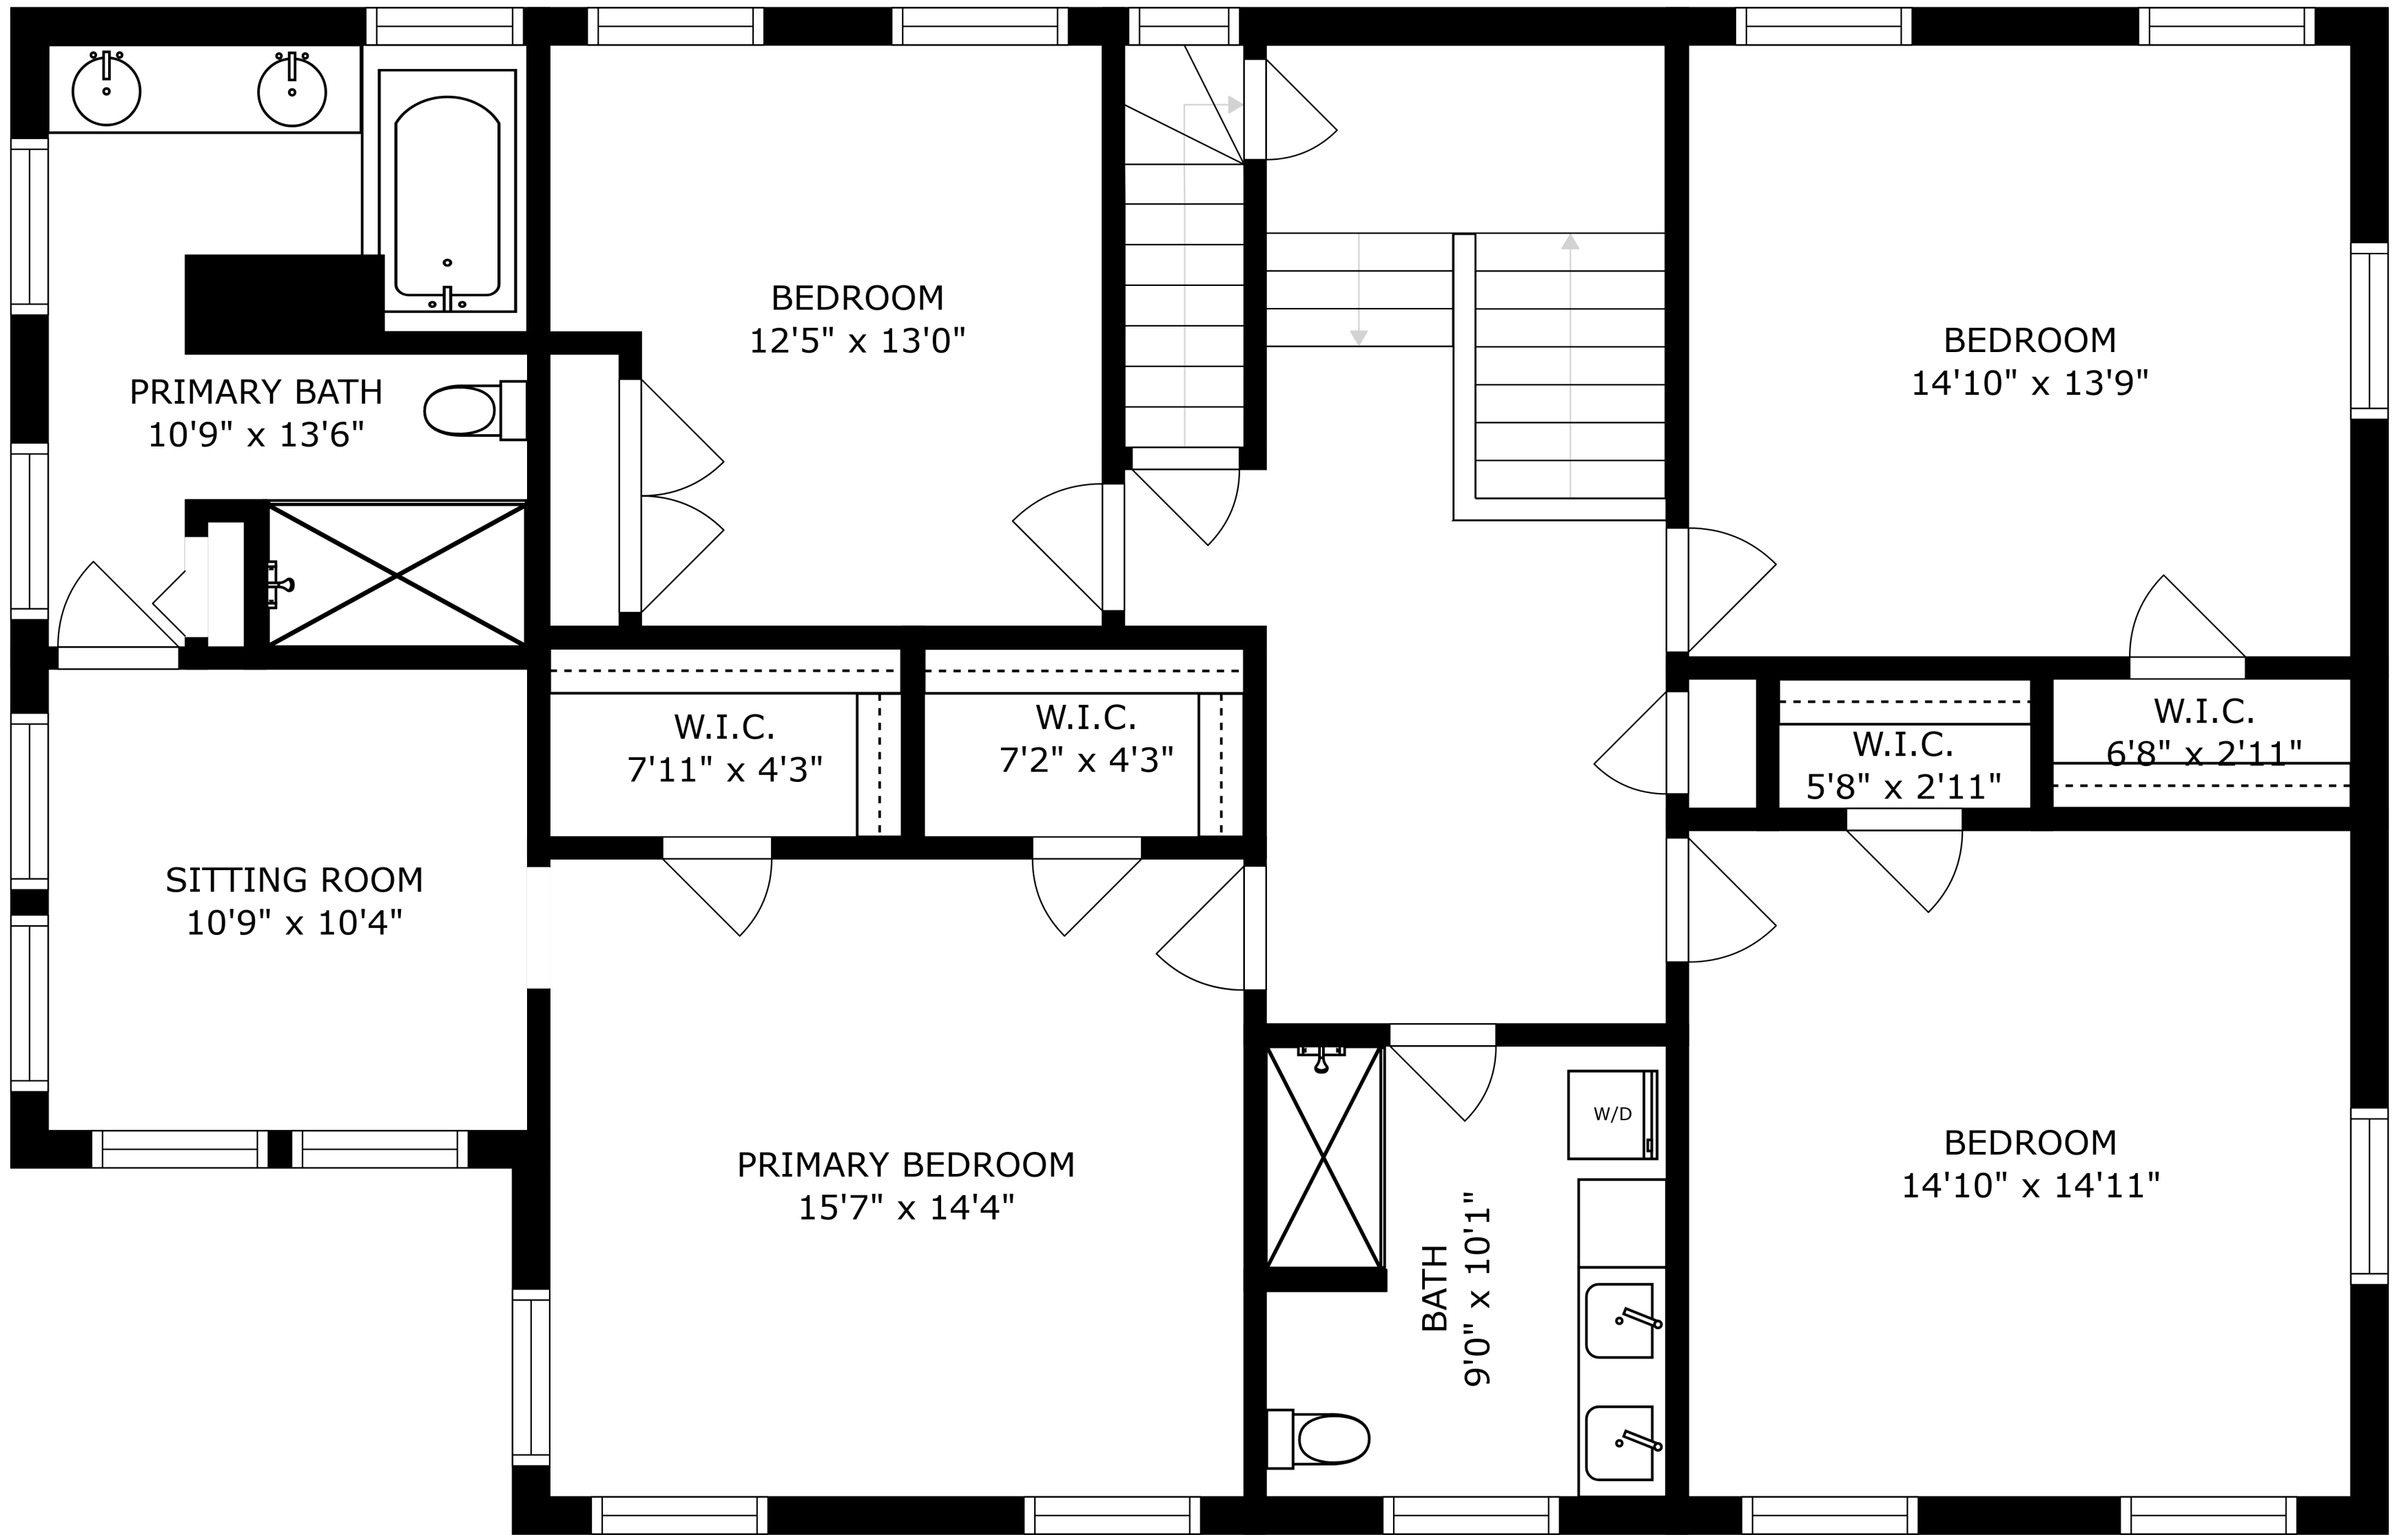 BEDROOM
12'5" x 13'0"
BEDROOM
14'10" x 13'9"
PRIMARY BATH
10'9" x 13'6"
W.I.C.
7'11" x 4'3"
W.I.C.
7'2" x 4'3"
W.I.C.
5'8" x 2'11"
W.I.C.
6'8" x 2'11"
SITTING ROOM
10'9" x 10'4"
PRIMARY BEDROOM
15'7" x 14'4"
W/D
BATH
9'0" x 10'1"
BEDROOM
14'10" x 14'11"